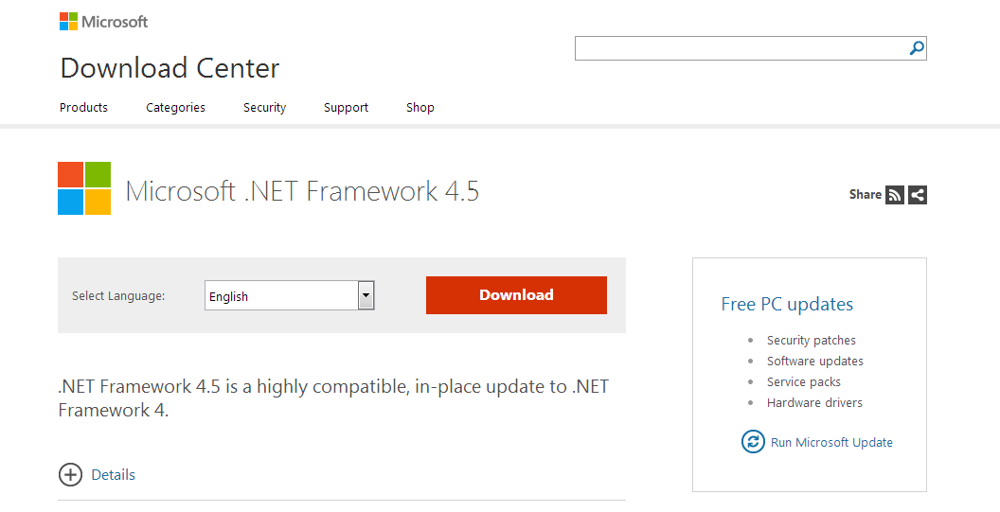 Microsoft
Download Center
Products Categories Security Support Shop
Microsoft .NET Framework 4.5
Share
Select Language:
English
Download
.NET Framework 4.5 is a highly compatible, in-place update to .NET
Framework 4.
Details
Free PC updates
Security patches
Software updates
Service packs
Hardware drivers
Run Microsoft Update